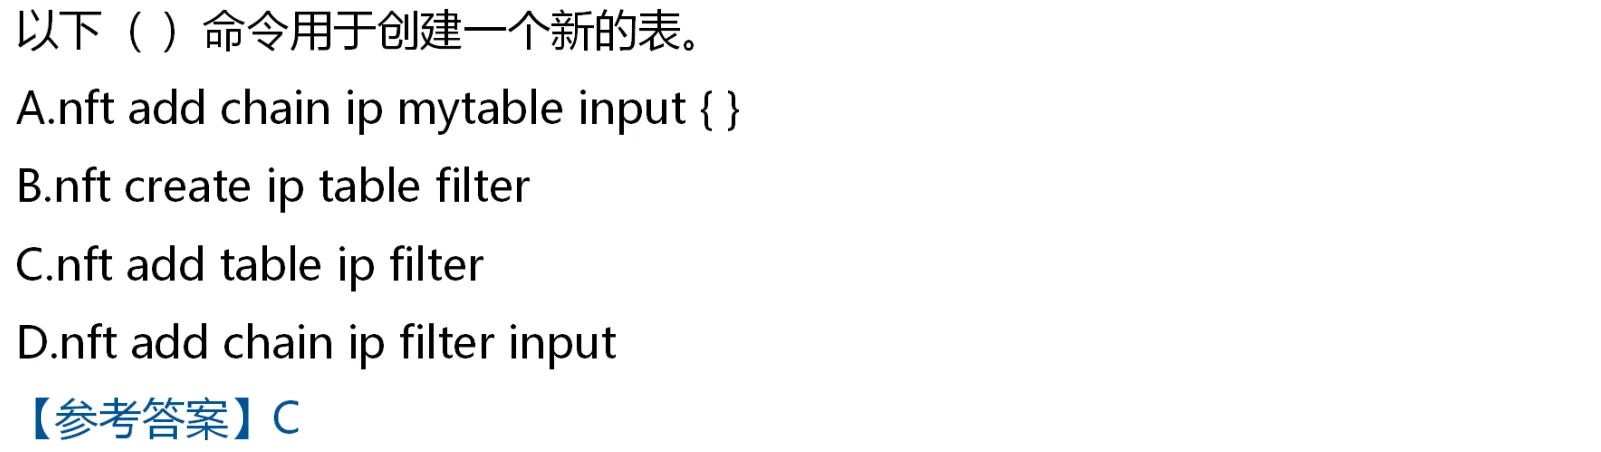 以下（ ）命令用于创建一个新的表。
A.nft add chain ip mytable input { }
B.nft create ip table filter
C.nft add table ip filter
D.nft add chain ip filter input
【参考答案】C